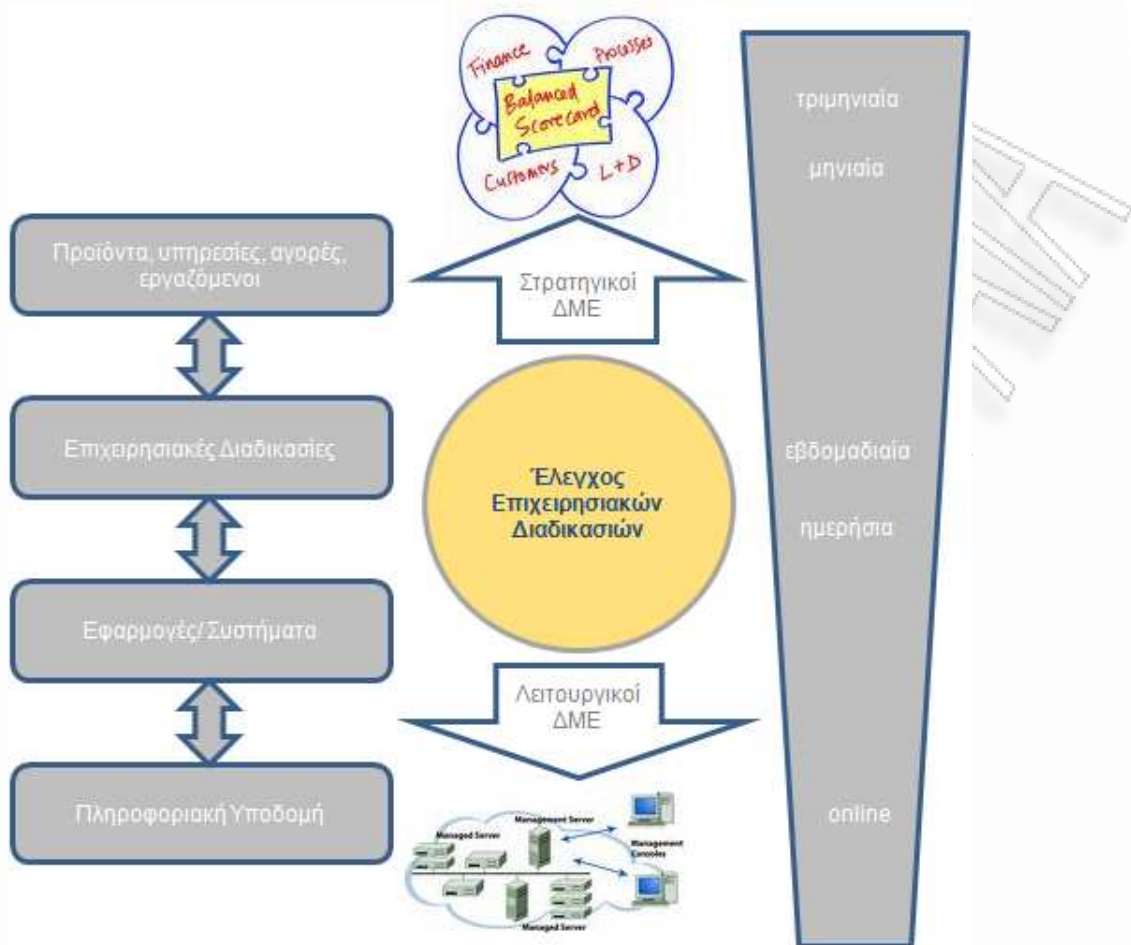 Finance
Processes
Balanced
Scorecard
Customers
L+D
Προϊόντα, υπηρεσίες, αγορές,
εργαζόμενοι
Επιχειρησιακές Διαδικασίες
Εφαρμογές/ Συστήματα
Πληροφοριακή Υποδομή
Στρατηγικοί
ΔΜΕ
Έλεγχος
Επιχειρησιακών
Διαδικασιών
Λειτουργικοί
ΔΜΕ
Management Server
Managed Server
Management
Consoles
Managed Server
τριμηνιαία
μηνιαία
εβδομαδιαία
ημερήσια
online